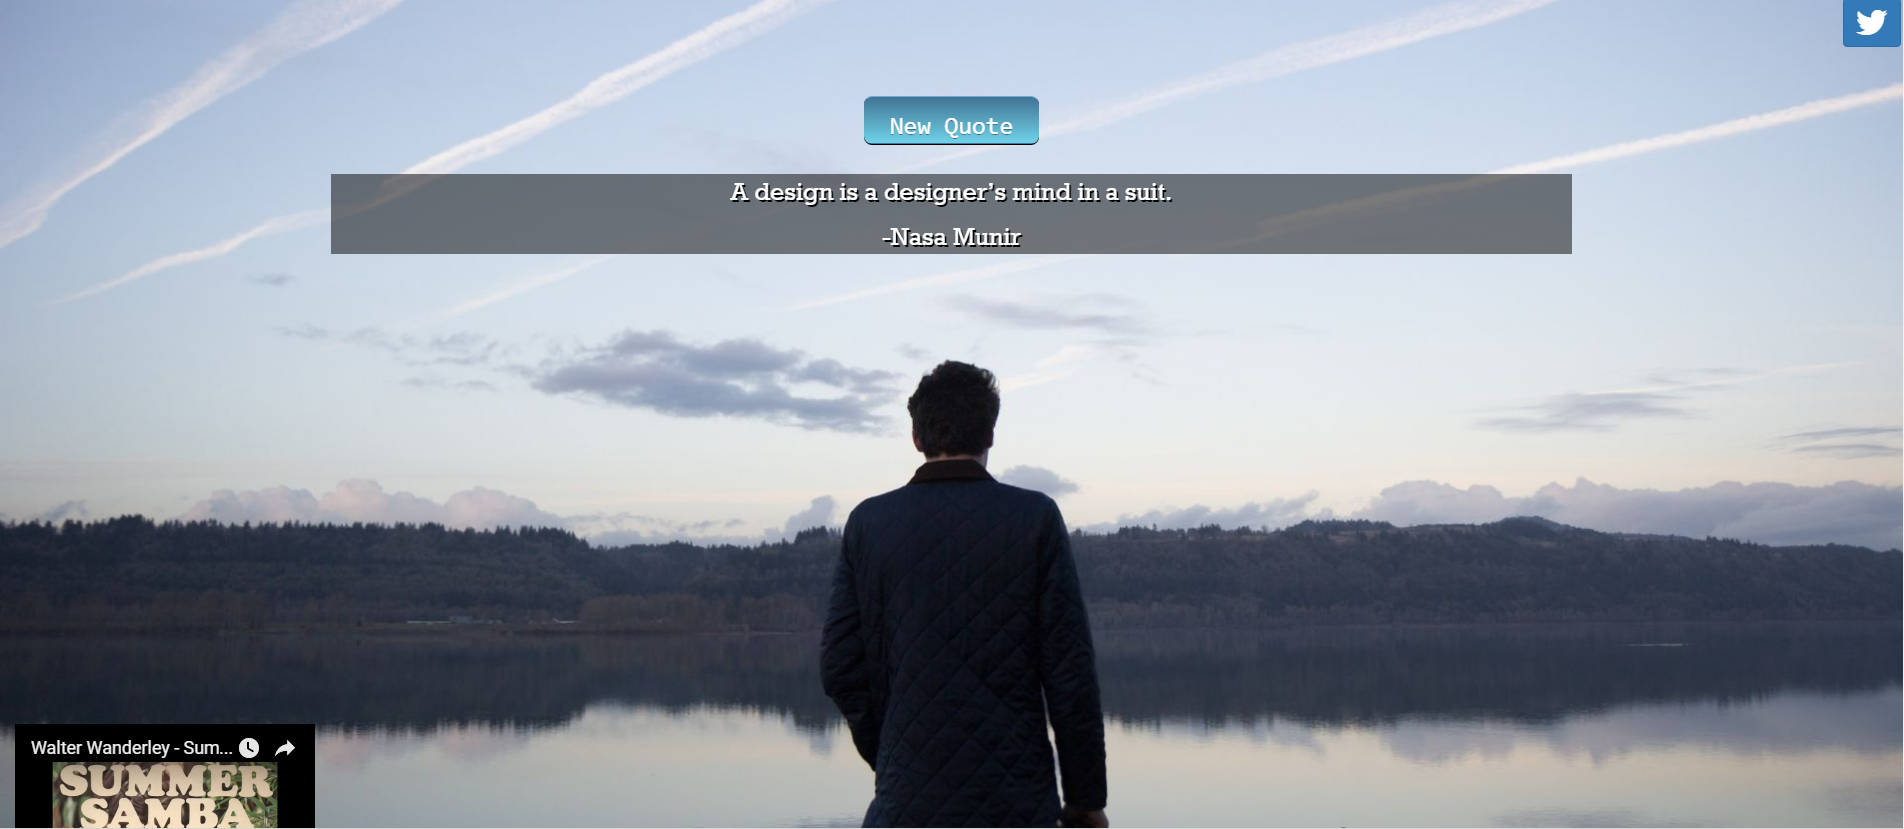 New Quote
A design is a designer’s mind in a suit.
-Nasa Munir
Walter Wanderley - Sum...
SUMMER
SAMBA